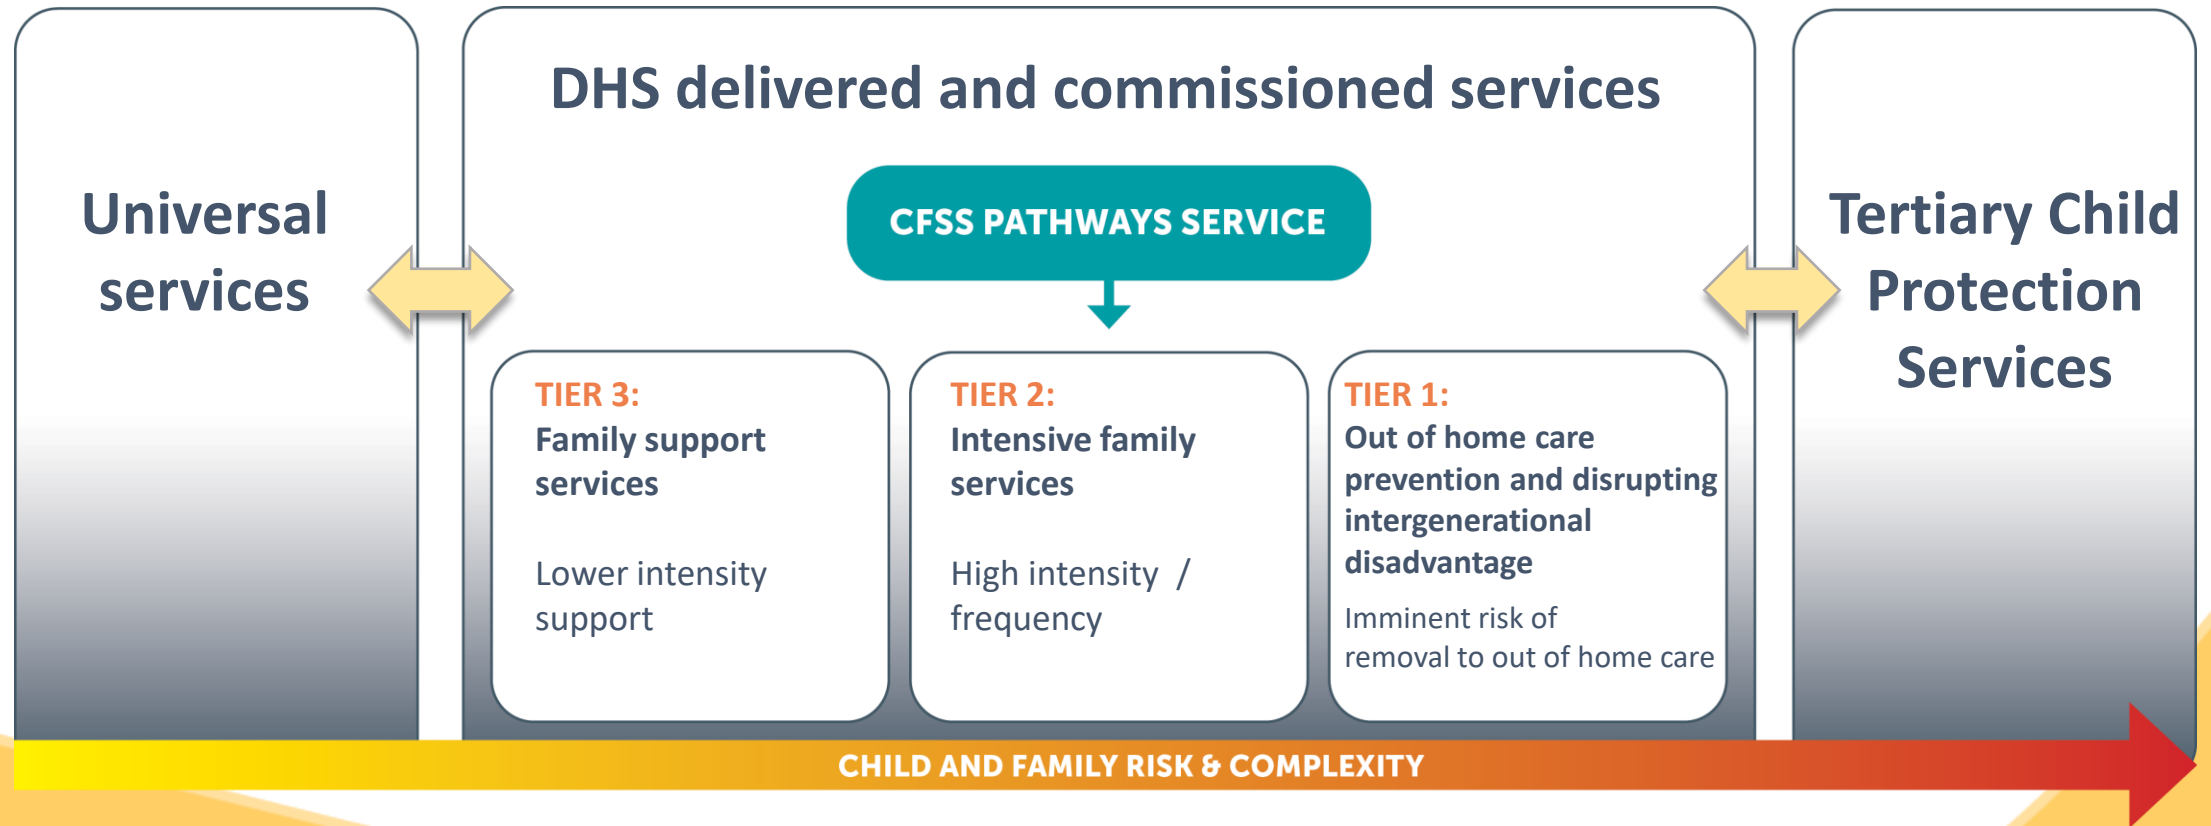 Universal
services
DHS delivered and commissioned services
CFSS PATHWAYS SERVICE
TIER 3:
Family support
services
Lower intensity
support
TIER 2:
Intensive family
services
High intensity /
frequency
TIER 1:
Out of home care
prevention and disrupting
intergenerational
disadvantage
Imminent risk of
removal to out of home care
Tertiary Child
Protection
Services
CHILD AND FAMILY RISK & COMPLEXITY